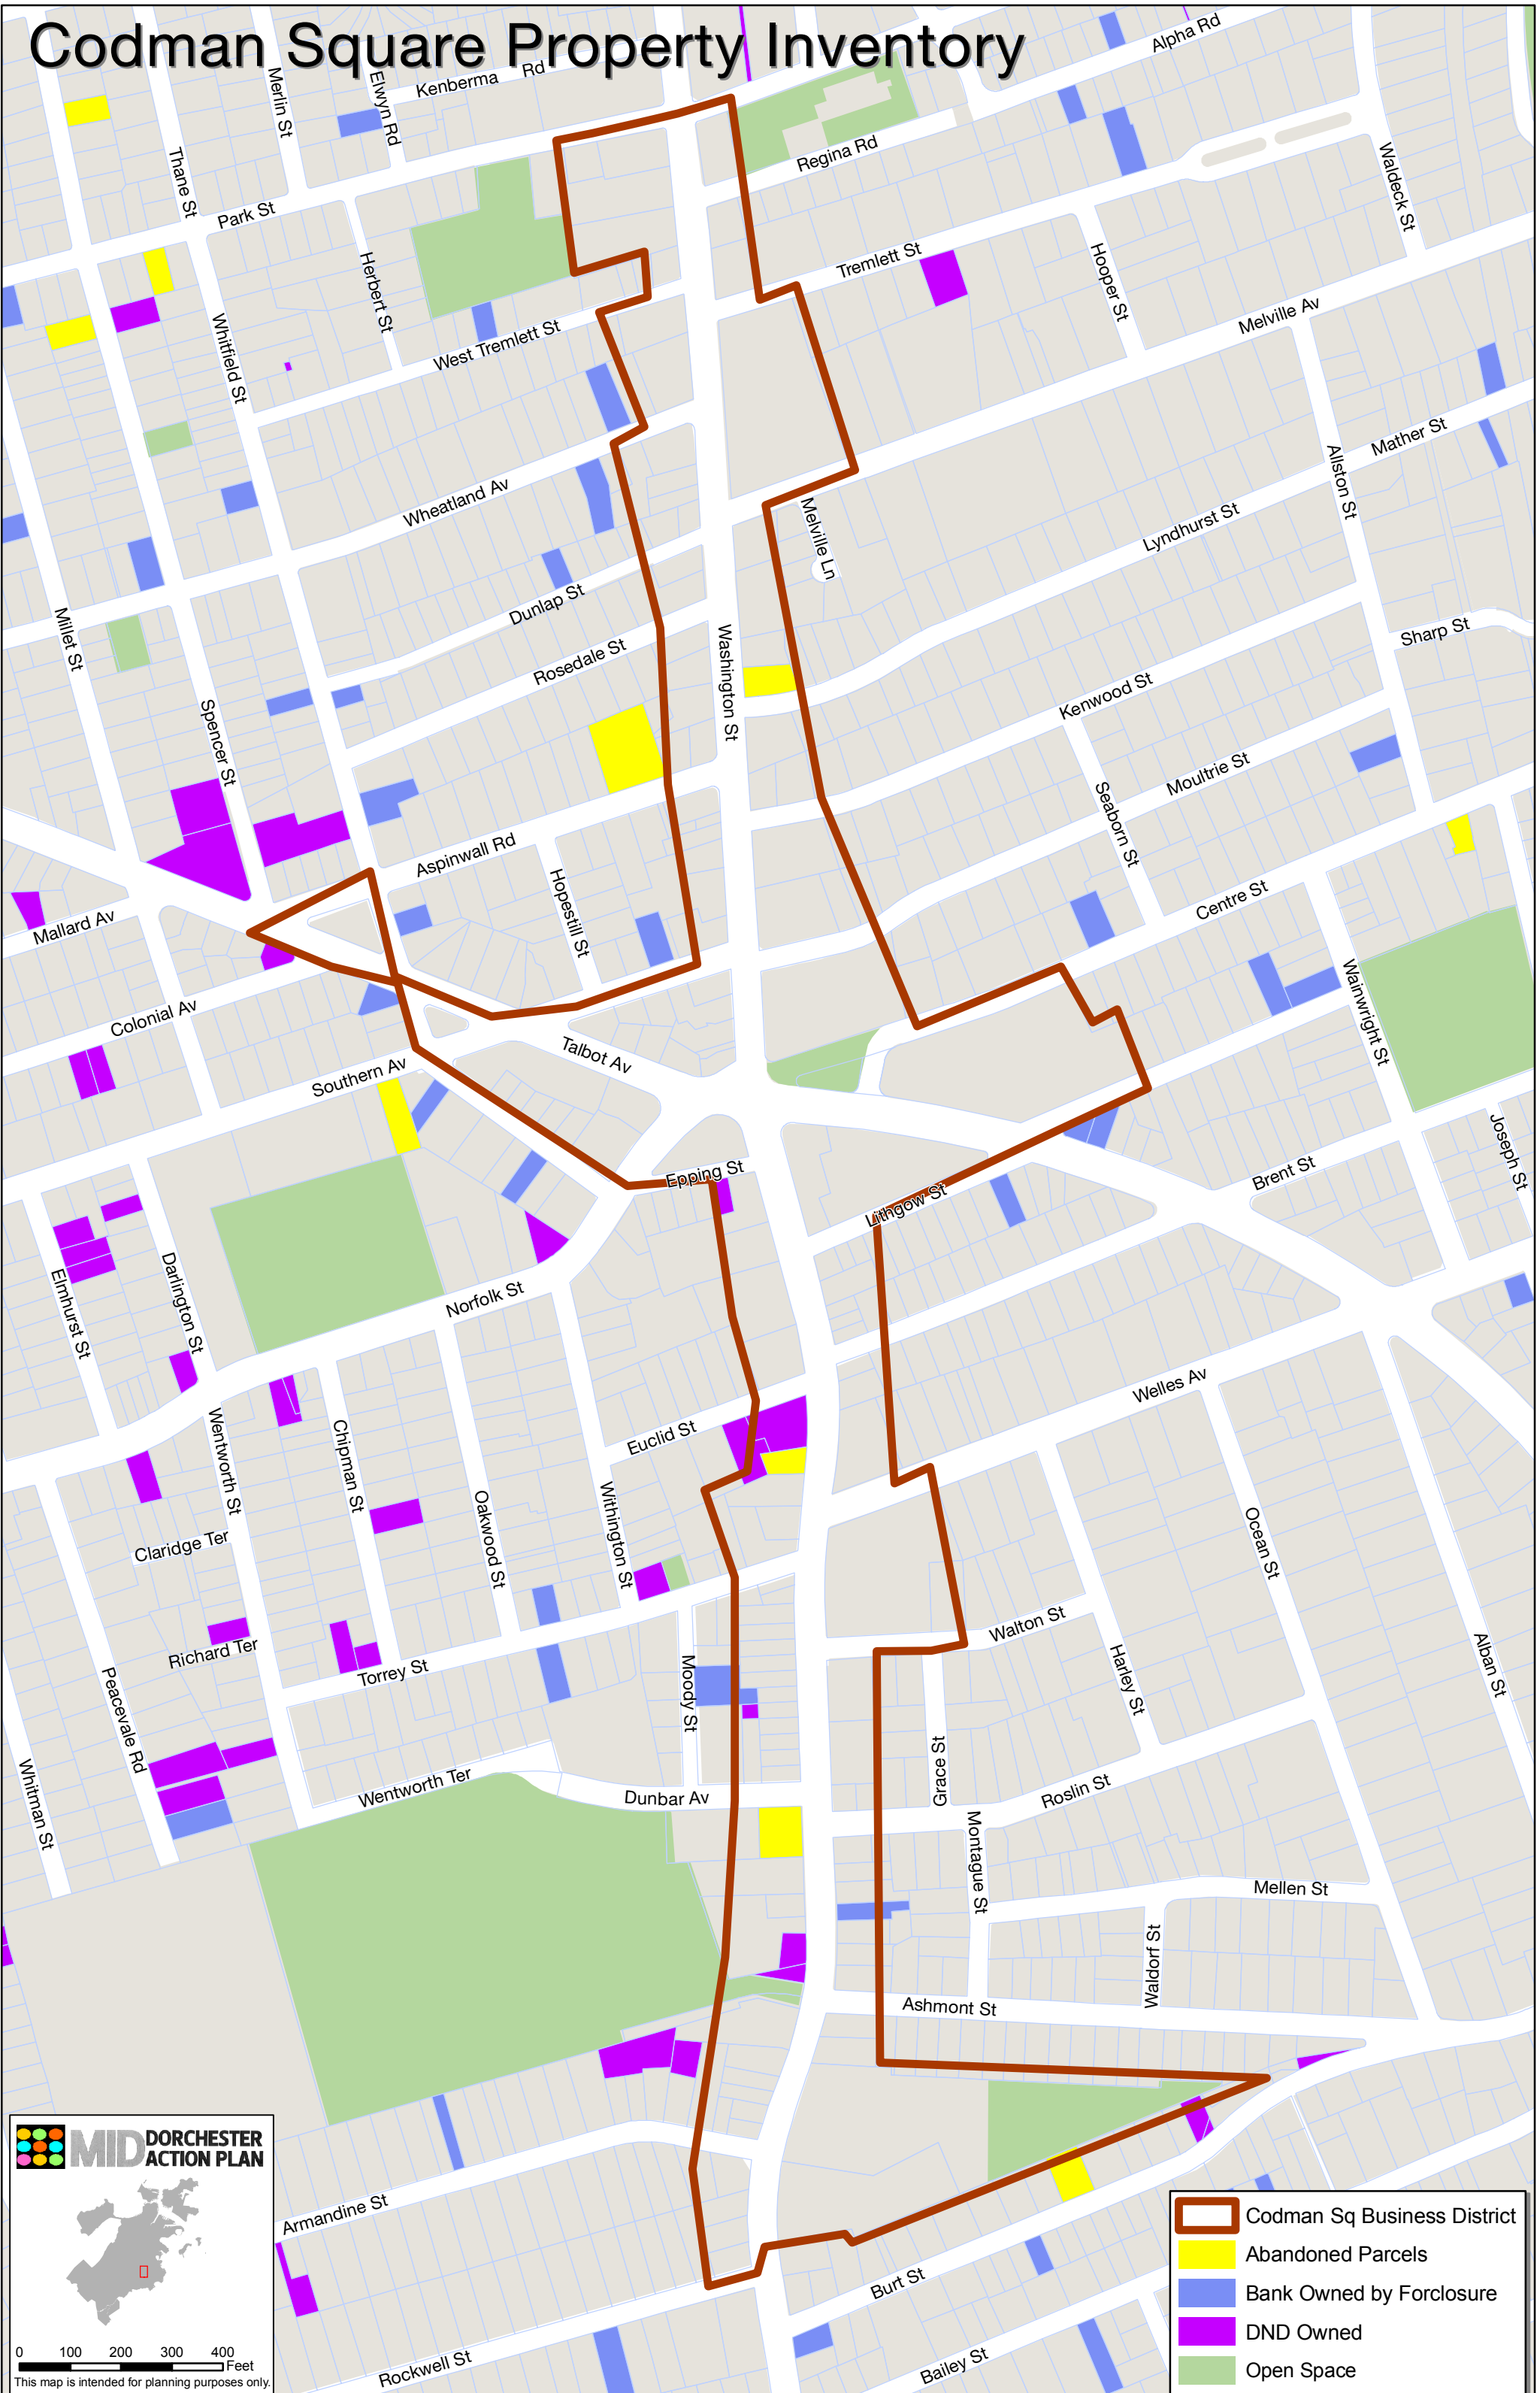 Codman Square Property Inventory
Alpha Rd
Kenberma Rd
Merlin St
Elwyn Rd
Thane St
Regina Rd
Waldeck St
Park St
Herbert St
Tremlett St
Hooper St
Whitfield St
West Tremlett St
Melville Av
Mather St
Allston St
Wheatland Av
Melville Ln
Lyndhurst St
Dunlap St
Millet St
Washington St
Sharp St
Rosedale St
Kenwood St
Spencer St
Moultrie St
Seaborn St
Aspinwall Rd
Hopestill St
Centre St
Mallard Av
Wainwright St
Colonial Av
Talbot Av
Southern Av
Joseph St
Epping St
Brent St
Lithgow St
Elmhurst St
Darlington St
Norfolk St
Welles Av
Euclid St
Wentworth St
Chipman St
Oakwood St
Withington St
Ocean St
Claridge Ter
Walton St
Richard Ter
Torrey St
Moody St
Harley St
Alban St
Peacevale Rd
Whitman St
Wentworth Ter
Dunbar Av
Grace St
Roslin St
Montague St
Mellen St
Waldorf St
Ashmont St
Armandine St
Burt St
Rockwell St
Bailey St
MID DORCHESTER
ACTION PLAN
0 100 200 300 400
Feet
This map is intended for planning purposes only.
Codman Sq Business District
Abandoned Parcels
Bank Owned by Forclosure
DND Owned
Open Space